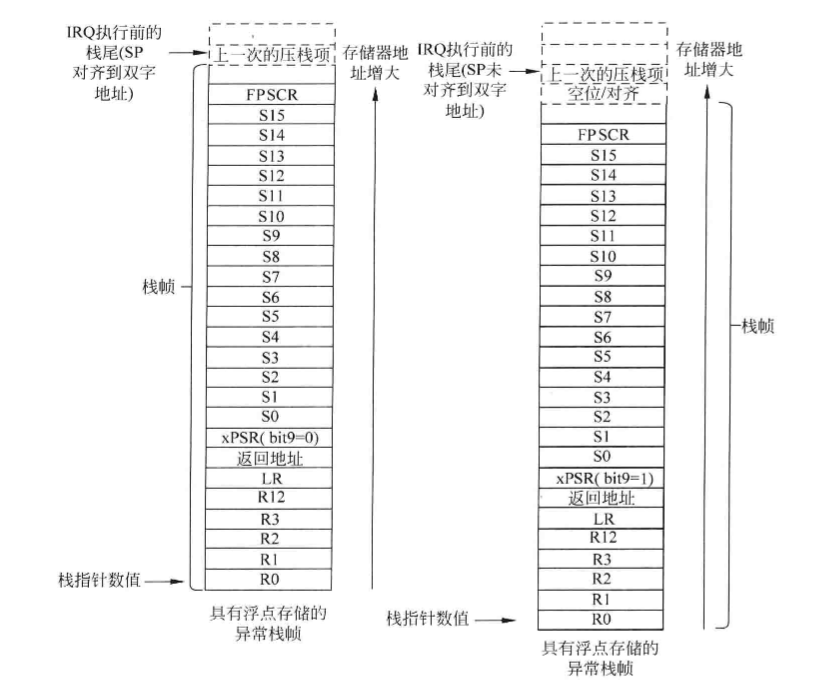 IRQ执行前的
栈尾(SP
对齐到双字
地址)
上一次的压栈项
存储器地
址增大
FPSCR
S15
S14
S13
S12
S11
S10
S9
S8
S7
S6
S5
S4
S3
S2
S1
S0
xPSR( bit9=0)
返回地址
LR
R12
R3
R2
R1
R0
栈帧
栈指针数值
具有浮点存储的
异常栈帧
IRQ执行前的
栈尾(SP未
对齐到双字
地址)
上一次的压栈项
空位/对齐
存储器地
址增大
FPSCR
S15
S14
S13
S12
S11
S10
S9
S8
S7
S6
S5
S4
S3
S2
S1
S0
xPSR( bit9=1)
返回地址
LR
R12
R3
R2
R1
R0
栈帧
栈指针数值
具有浮点存储的
异常栈帧